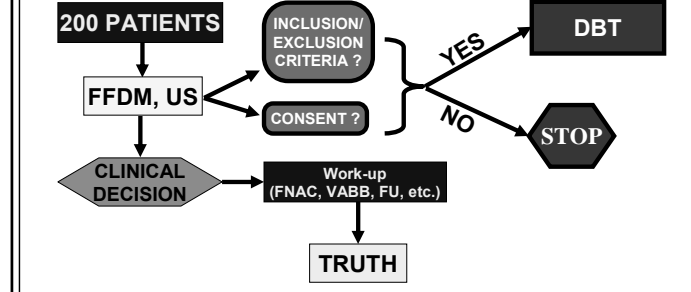 200 PATIENTS
INCLUSION/
EXCLUSION
CRITERIA ?
YES
DBT
FFDM, US
CONSENT ?
NO
STOP
CLINICAL
DECISION
Work-up
(FNAC, VABB, FU, etc.)
TRUTH